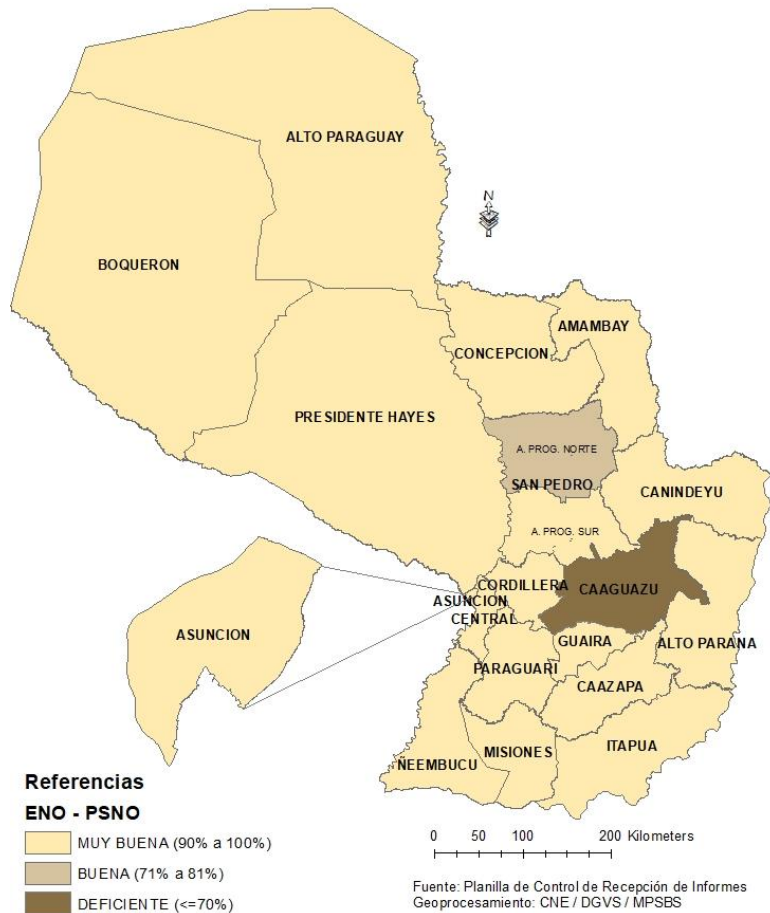 ALTO PARAGUAY
N
BOQUERON
AMAMBAY
CONCEPCION
PRESIDENTE HAYES
A. PROG. NORTE
SAN PEDRO
CANINDEYU
A. PROG. SUR
CORDILLERA
CAAGUAZU
ASUNCION
CENTRAL
ASUNCION
GUAIRA
ALTO PARANA
PARAGUARI
CAAZAPA
ITAPUA
MISIONES
ÑEEMBUCU
Referencias
ENO - PSNO
MUY BUENA (90% a 100%)
BUENA (71% a 81%)
DEFICIENTE (<=70%)
0 50 100 200 Kilometers
Fuente: Planilla de Control de Recepción de Informes
Geoprocesamiento: CNE / DGVS / MPSBS